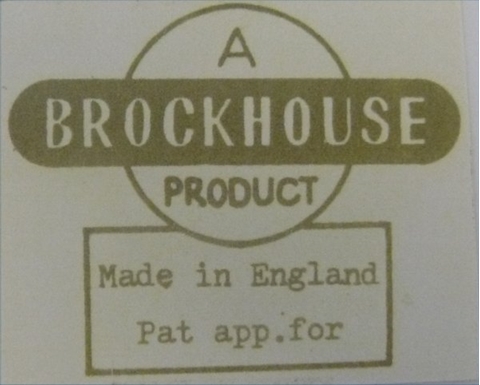 A
BROCKHOUSE
PRODUCT
Made in England
Pat app.for